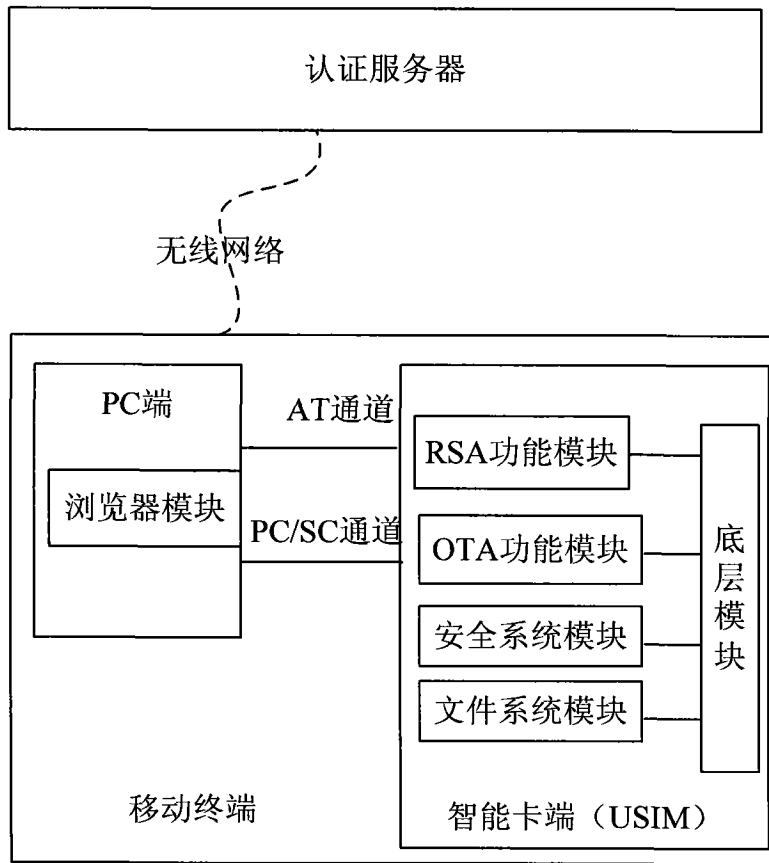 认证服务器
无线网络
PC端
浏览器模块
AT通道
PC/SC通道
RSA功能模块
OTA功能模块
安全系统模块
文件系统模块
底层模块
移动终端
智能卡端（USIM）